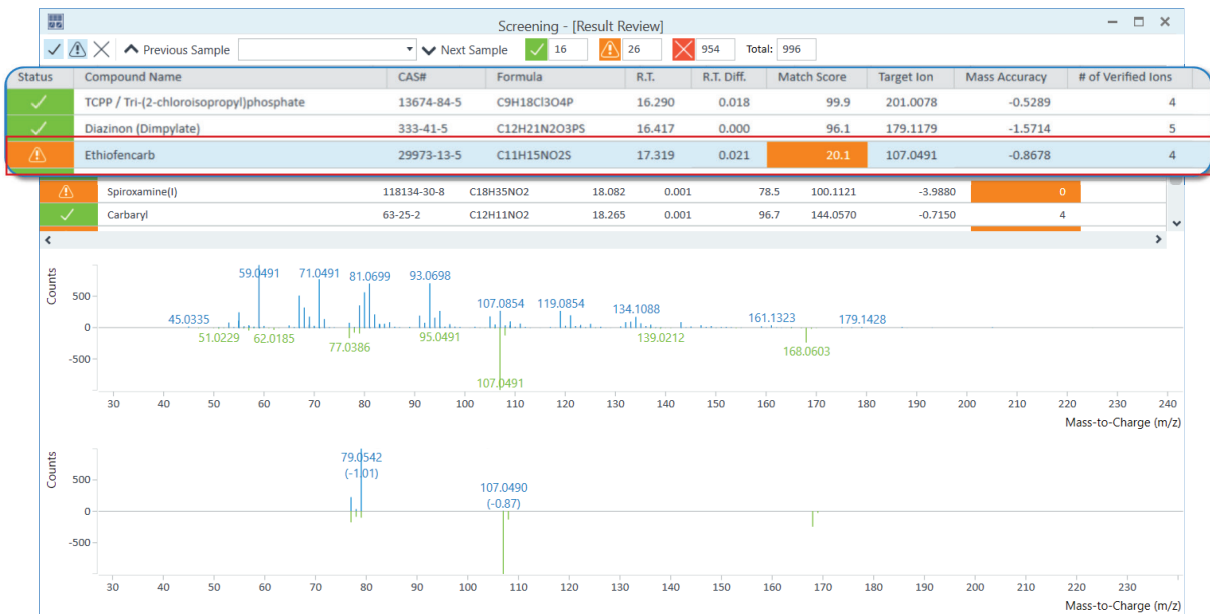 Screening - [Result Review]
Previous Sample Next Sample 16 26 954 Total: 996
Status Compound Name CAS# Formula R.T. R.T. Diff. Match Score Target Ion Mass Accuracy # of Verified Ions
TCPP / Tri-(2-chloroisopropyl)phosphate 13674-84-5 C9H18Cl3O4P 16.290 0.018 99.9 201.0078 -0.5289 4
Diazinon (Dimpylate) 333-41-5 C12H21N2O3PS 16.417 0.000 96.1 179.1179 -1.5714 5
Ethiofencarb 29973-13-5 C11H15NO2S 17.319 0.021 20.1 107.0491 -0.8678 4
Spiroxamine(I) 118134-30-8 C18H35NO2 18.082 0.001 78.5 100.1121 -3.9880 0
Carbaryl 63-25-2 C12H11NO2 18.265 0.001 96.7 144.0570 -0.7150 4
Counts
500
0
-500
59.0491 71.0491 81.0699 93.0698
107.0854 119.0854 134.1088
45.0335 161.1323 179.1428
51.0229 62.0185 77.0386 95.0491 139.0212 168.0603
107.0491
30 40 50 60 70 80 90 100 110 120 130 140 150 160 170 180 190 200 210 220 230 240
Mass-to-Charge (m/z)
Counts
500
0
-500
79.0542
(-1.01)
107.0490
(-0.87)
30 40 50 60 70 80 90 100 110 120 130 140 150 160 170 180 190 200 210 220 230
Mass-to-Charge (m/z)